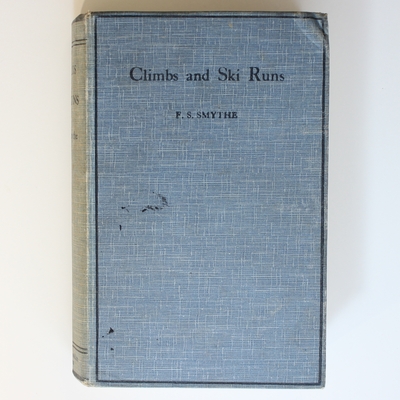 Climbs and Ski Runs
F. S. SMYTHE